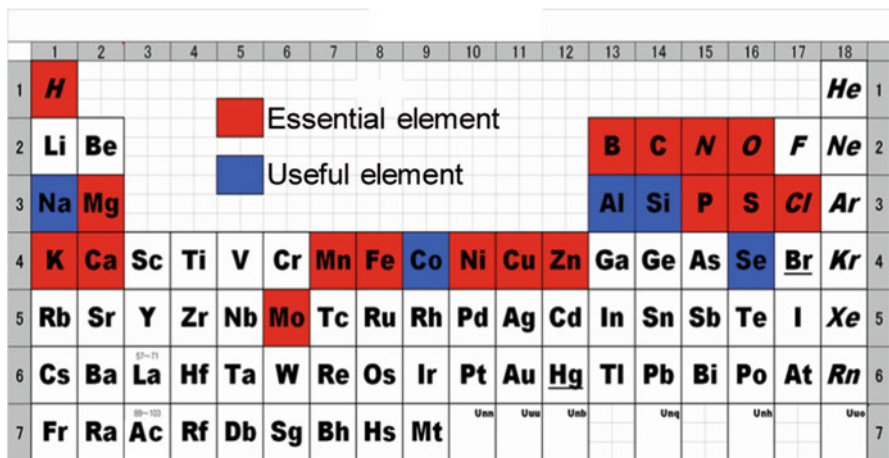 1 2 3 4 5 6 7 8 9 10 11 12 13 14 15 16 17 18
1 H He 1
Essential element
2 Li Be B C N O F Ne 2
Useful element
3 Na Mg Al Si P S Cl Ar 3
4 K Ca Sc Ti V Cr Mn Fe Co Ni Cu Zn Ga Ge As Se Br Kr 4
5 Rb Sr Y Zr Nb Mo Tc Ru Rh Pd Ag Cd In Sn Sb Te I Xe 5
57~71
6 Cs Ba La Hf Ta W Re Os Ir Pt Au Hg Tl Pb Bi Po At Rn 6
89~103 Unn Uuu Unb Unq Unh Uuo
7 Fr Ra Ac Rf Db Sg Bh Hs Mt 7